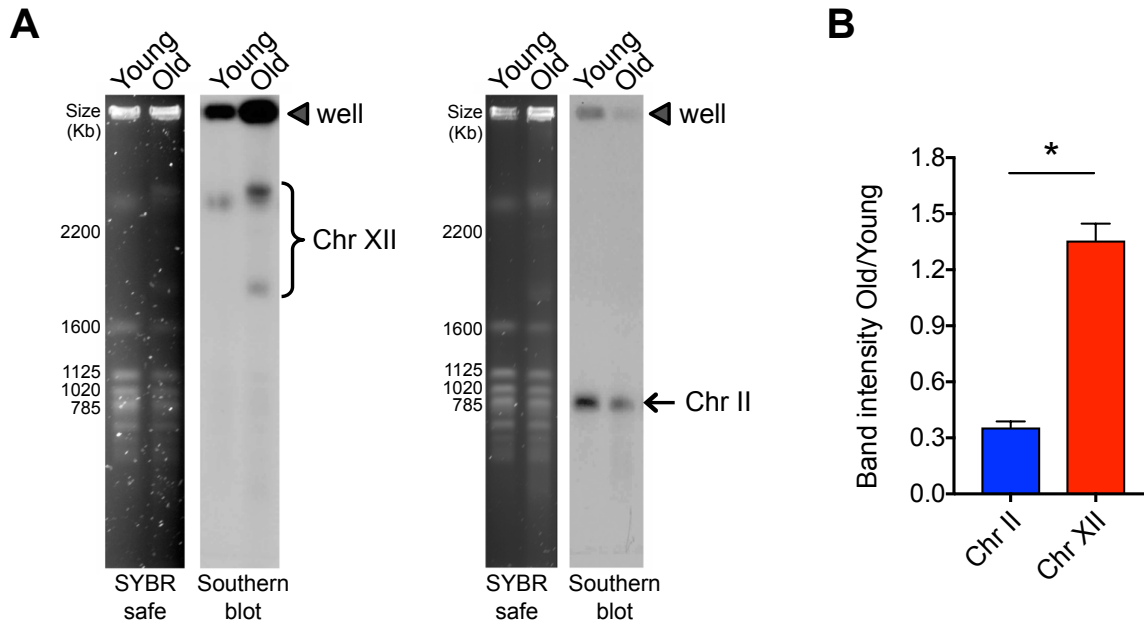 A
Young
Old
Young
Old
Size
(Kb)
2200
1600
1125
1020
785
well
Chr XII
SYBR
safe
Southern
blot
Young
Old
Young
Old
Size
(Kb)
2200
1600
1125
1020
785
well
Chr II
SYBR
safe
Southern
blot
B
Band intensity Old/Young
1.8
1.5
1.2
0.9
0.6
0.3
0.0
*
Chr II
Chr XII